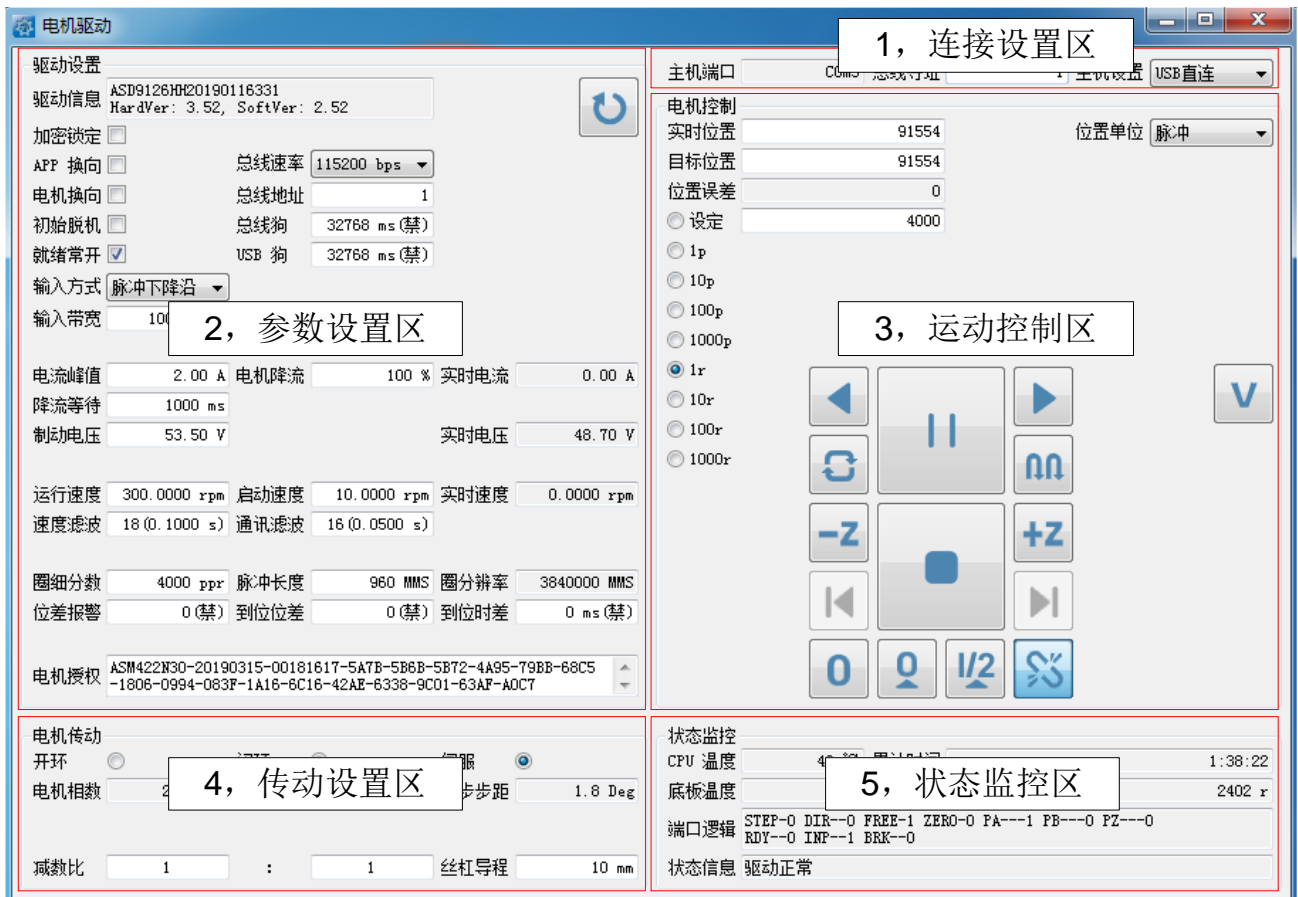 电机驱动
1，连接设置区
驱动设置
驱动信息 ASD9126HH20190116331
HardVer: 3.52, SoftVer: 2.52
加密锁定
APP 换向 总线速率 115200 bps
电机换向 总线地址 1
初始脱机 总线狗 32768 ms(禁)
就绪常开 USB 狗 32768 ms(禁)
输入方式 脉冲下降沿
输入带宽
2，参数设置区
电流峰值 2.00 A 电机降流 100 % 实时电流 0.00 A
降流等待 1000 ms
制动电压 53.50 V 实时电压 48.70 V
运行速度 300.0000 rpm 启动速度 10.0000 rpm 实时速度 0.0000 rpm
速度滤波 18(0.1000 s) 通讯滤波 16(0.0500 s)
圈细分数 4000 ppr 脉冲长度 960 MMS 圈分辨率 3840000 MMS
位差报警 0(禁) 到位位差 0(禁) 到位时差 0 ms(禁)
电机授权 ASM422N30-20190315-00181617-5A7B-5B6B-5B72-4A95-79BB-68C5
-1806-0994-083F-1A16-6C16-42AE-6338-9C01-63AF-A0C7
主机端口 USB直连
电机控制
实时位置 91554 位置单位 脉冲
目标位置 91554
位置误差 0
设定 4000
1p
10p
100p
1000p
3，运动控制区
1r
10r
100r
1000r
V
-Z
+Z
0
0
1/2
电机传动
开环
电机相数 步距 1.8 Deg
4，传动设置区
减数比 1 : 1 丝杠导程 10 mm
状态监控
CPU 温度 1:38:22
底板温度 2402 r
5，状态监控区
端口逻辑 STEP-0 DIR--0 FREE-1 ZERO-0 PA---1 PB---0 PZ---0
RDY--0 INP--1 BRK--0
状态信息 驱动正常